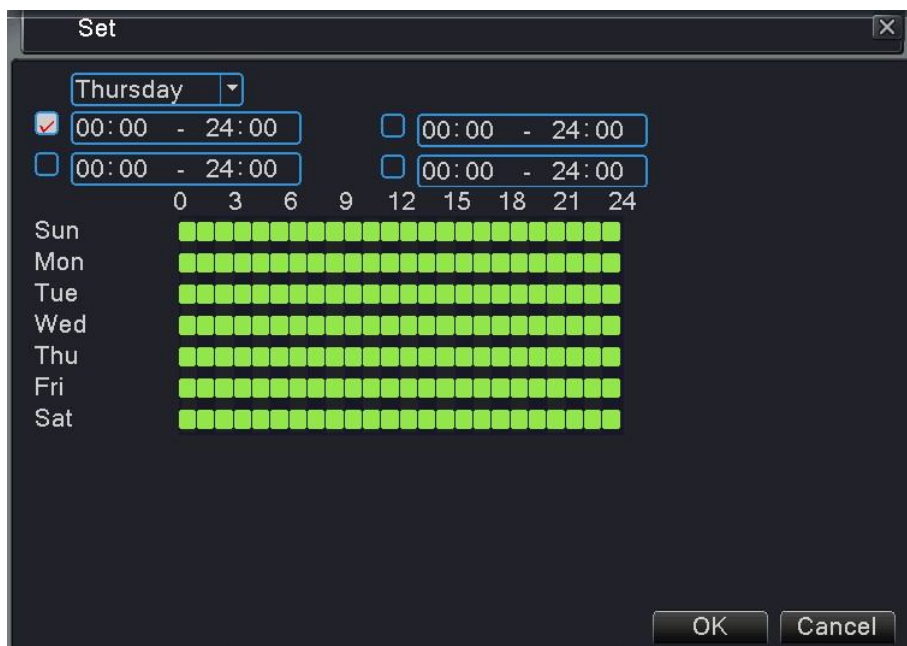 Set
Thursday
00:00 - 24:00 00:00 - 24:00
00:00 - 24:00 00:00 - 24:00
0 3 6 9 12 15 18 21 24
Sun
Mon
Tue
Wed
Thu
Fri
Sat
OK Cancel